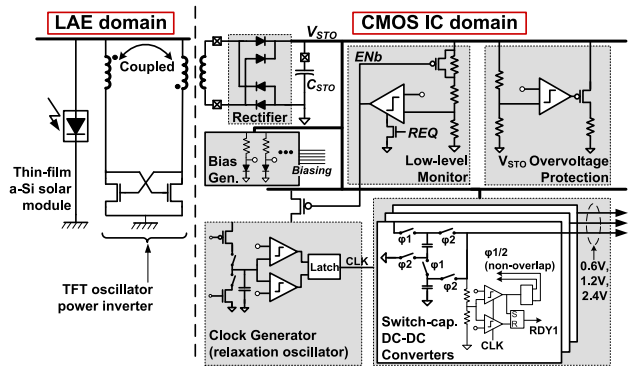 LAE domain
CMOS IC domain
VSTO
Coupled
CSTO
Rectifier
ENb
REQ
Low-level
Monitor
VSTO Overvoltage
Protection
Thin-film
a-Si solar
module
Bias
Gen.
Biasing
TFT oscillator
power inverter
Latch
CLK
Clock Generator
(relaxation oscillator)
φ1
φ2
φ2
φ1
φ2
φ1/2
(non-overlap)
S
R
RDY1
CLK
Switch-cap.
DC-DC
Converters
0.6V,
1.2V,
2.4V